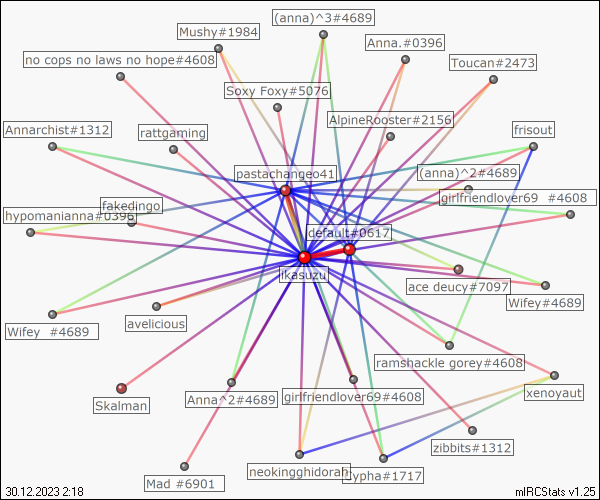 (anna)^3#4689
Mushy#1984
Anna.#0396
no cops no laws no hope#4608
Toucan#2473
Soxy Foxy#5076
AlpineRooster#2156
Annarchist#1312
rattgaming
frisout
pastachangeo41
(anna)^2#4689
girlfriendlover69 #4608
fakedingo
hypomanianna#0396
default#0617
ikasuzu
ace deucy#7097
Wifey#4689
avelicious
Wifey #4689
ramshackle gorey#4608
xenoyaut
Skalman
Anna^2#4689
girlfriendlover69#4608
zibbits#1312
neokingghidorah
Cypha#1717
Mad #6901
30.12.2023 2:18
mIRCStats v1.25